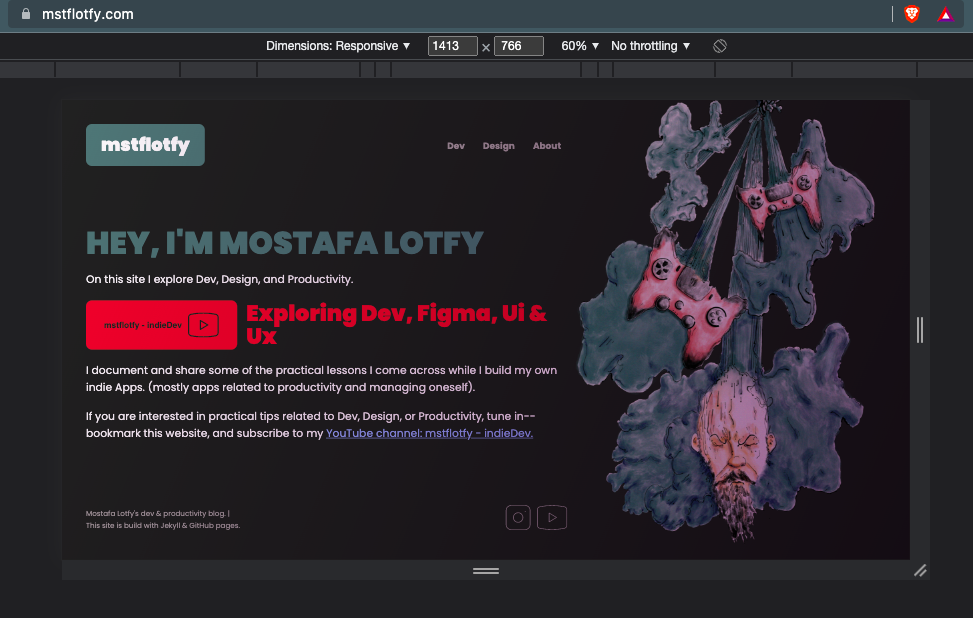 mstflotfy.com
Dimensions: Responsive ▼ 1413 × 766 60% ▼ No throttling ▼
mstflotfy
Dev Design About
HEY, I'M MOSTAFA LOTFY
On this site I explore Dev, Design, and Productivity.
mstflotfy - IndieDev
Exploring Dev, Figma, Ui &
Ux
I document and share some of the practical lessons I come across while I build my own
indie Apps. (mostly apps related to productivity and managing oneself).
If you are interested in practical tips related to Dev, Design, or Productivity, tune in--
bookmark this website, and subscribe to my YouTube channel: mstflotfy - indieDev.
Mostafa Lotfy's dev & productivity blog. |
This site is build with Jekyll & GitHub pages.